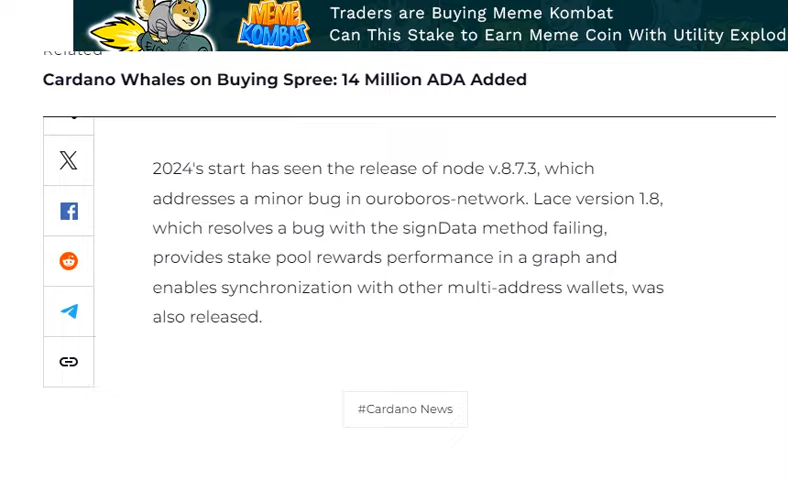 MEME KOMBAT
Traders are Buying Meme Kombat
Can This Stake to Earn Meme Coin With Utility Explod
Related
Cardano Whales on Buying Spree: 14 Million ADA Added
2024's start has seen the release of node v.8.7.3, which
addresses a minor bug in ouroboros-network. Lace version 1.8,
which resolves a bug with the signData method failing,
provides stake pool rewards performance in a graph and
enables synchronization with other multi-address wallets, was
also released.
#Cardano News